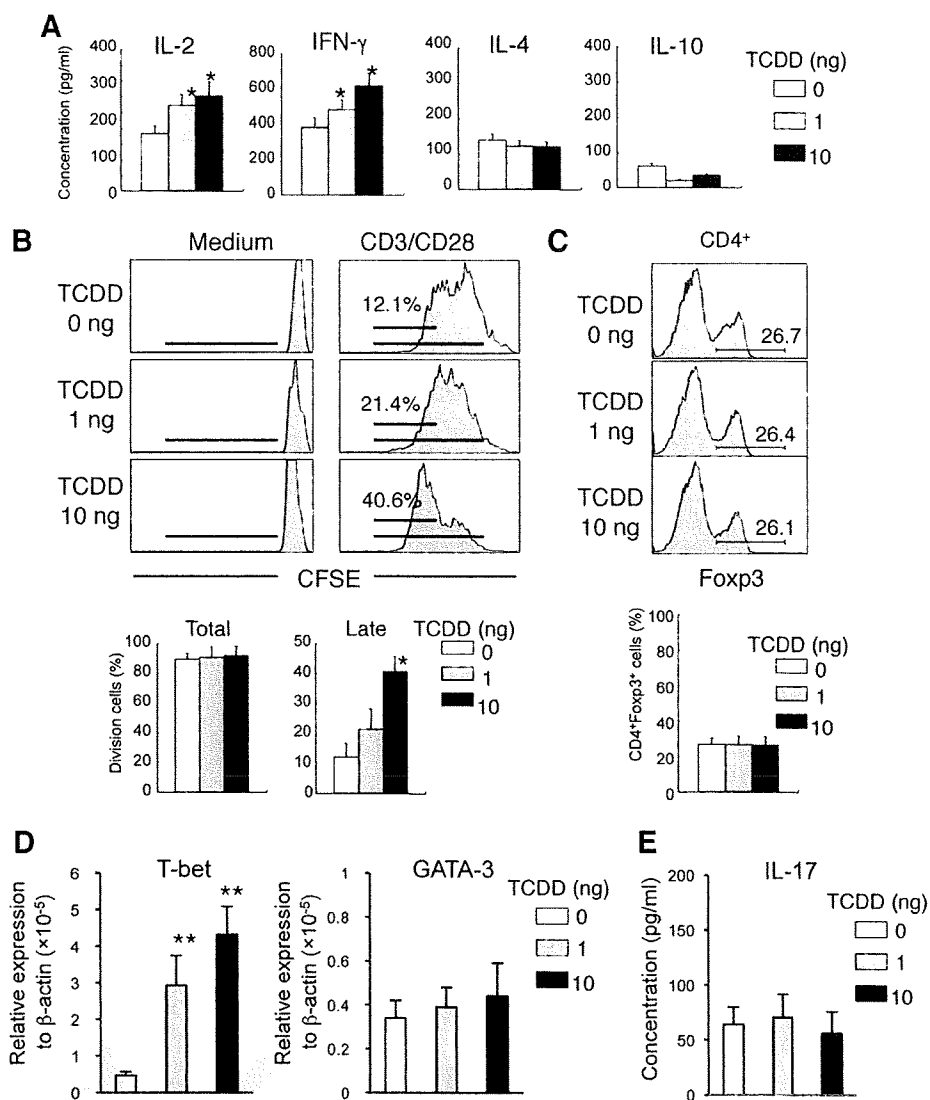 A
IL-2
IFN-γ
IL-4
IL-10
TCDD (ng)
0
1
10
Concentration (pg/ml)
400
300
200
100
0
*
*
800
600
400
200
0
*
*
400
300
200
100
0
400
300
200
100
0
B
Medium
CD3/CD28
TCDD
0 ng
12.1%
TCDD
1 ng
21.4%
TCDD
10 ng
40.6%
CFSE
Total
Late
TCDD (ng)
0
1
10
Division cells (%)
100
80
60
40
20
0
50
40
30
20
10
0
*
C
CD4⁺
TCDD
0 ng
26.7
TCDD
1 ng
26.4
TCDD
10 ng
26.1
Foxp3
CD4⁺Foxp3⁺ cells (%)
100
80
60
40
20
0
TCDD (ng)
0
1
10
D
T-bet
Relative expression
to β-actin (×10⁻⁵)
6
5
4
3
2
1
0
**
**
GATA-3
Relative expression
to β-actin (×10⁻⁵)
1
0.8
0.6
0.4
0.2
0
TCDD (ng)
0
1
10
E
IL-17
Concentration (pg/ml)
200
150
100
50
0
TCDD (ng)
0
1
10